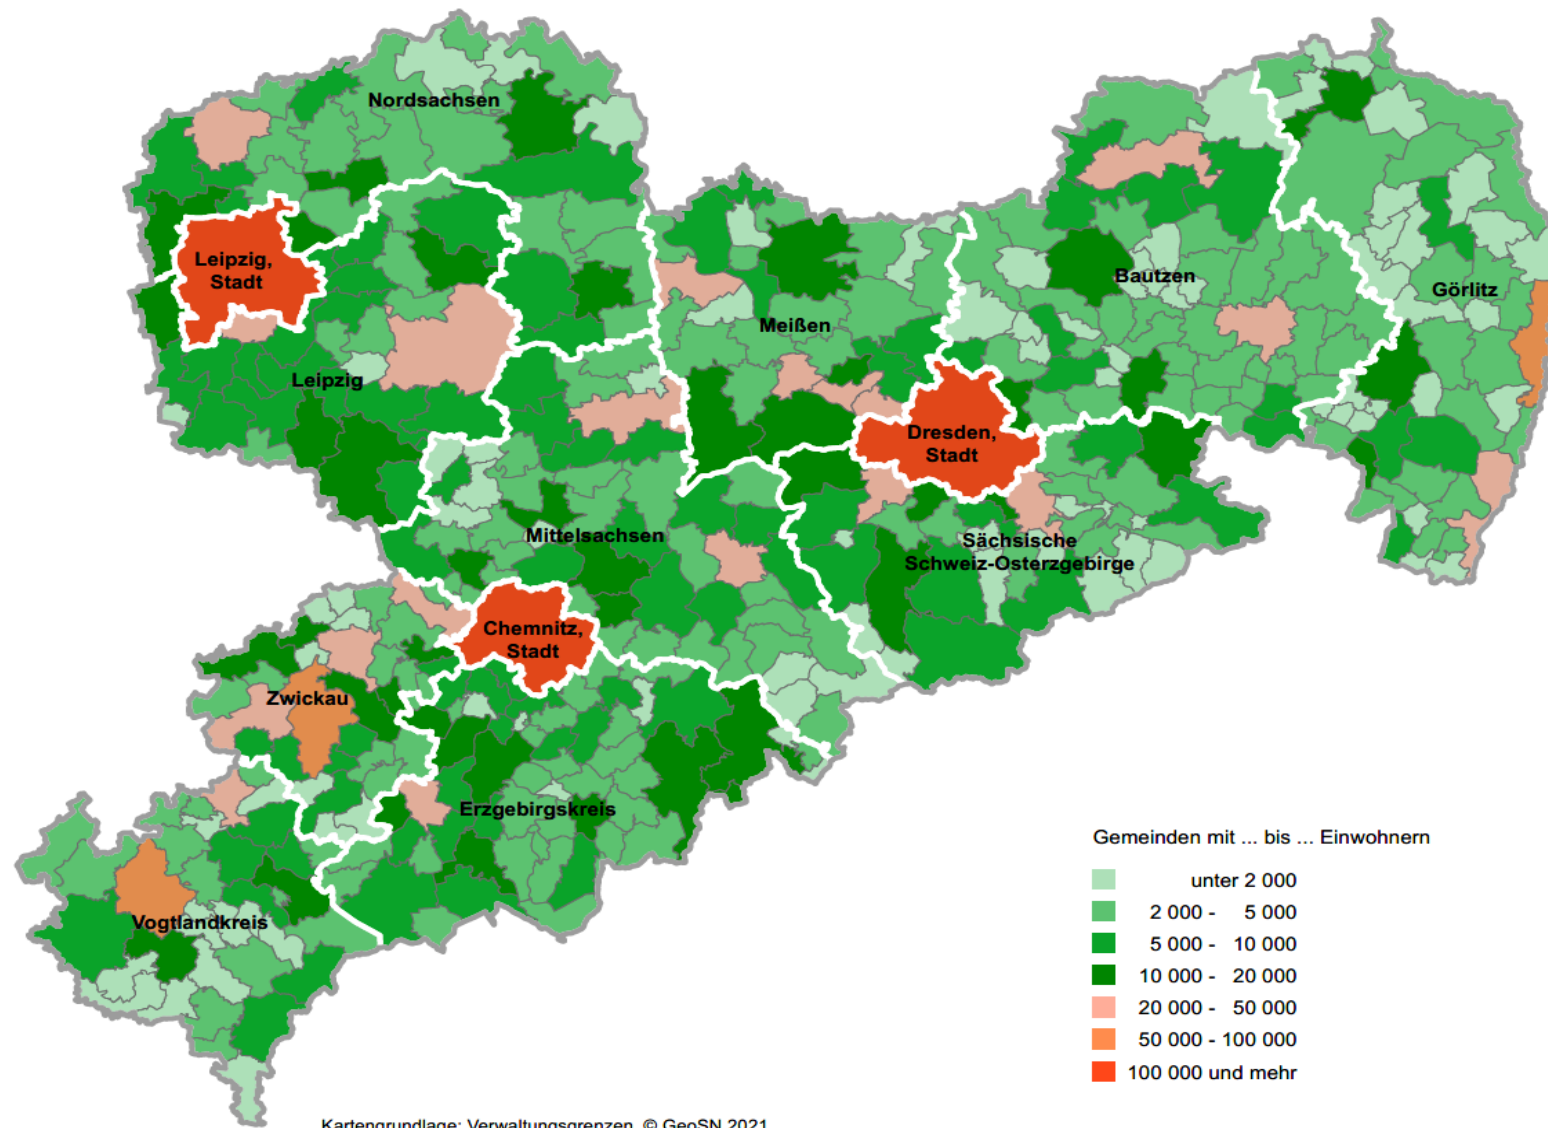 Nordsachsen
Leipzig,
Stadt
Bautzen
Görlitz
Meißen
Leipzig
Dresden,
Stadt
Mittelsachsen
Sächsische
Schweiz-Osterzgebirge
Chemnitz,
Stadt
Zwickau
Erzgebirgskreis
Vogtlandkreis
Gemeinden mit ... bis ... Einwohnern
unter 2 000
2 000 - 5 000
5 000 - 10 000
10 000 - 20 000
20 000 - 50 000
50 000 - 100 000
100 000 und mehr
Kartengrundlage: Verwaltungsgrenzen, © GeoSN 2021